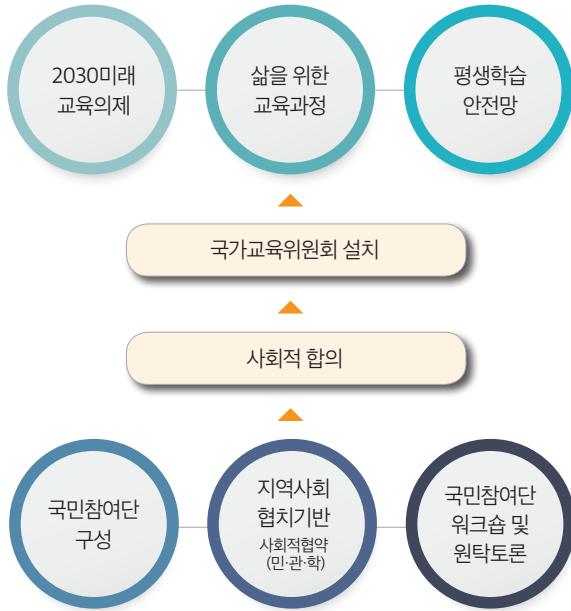 2030미래
교육의제
삶을 위한
교육과정
평생학습
안전망
국가교육위원회 설치
사회적 합의
국민참여단
구성
지역사회
협치기반
사회적협약
(민·관·학)
국민참여단
워크숍 및
원탁토론